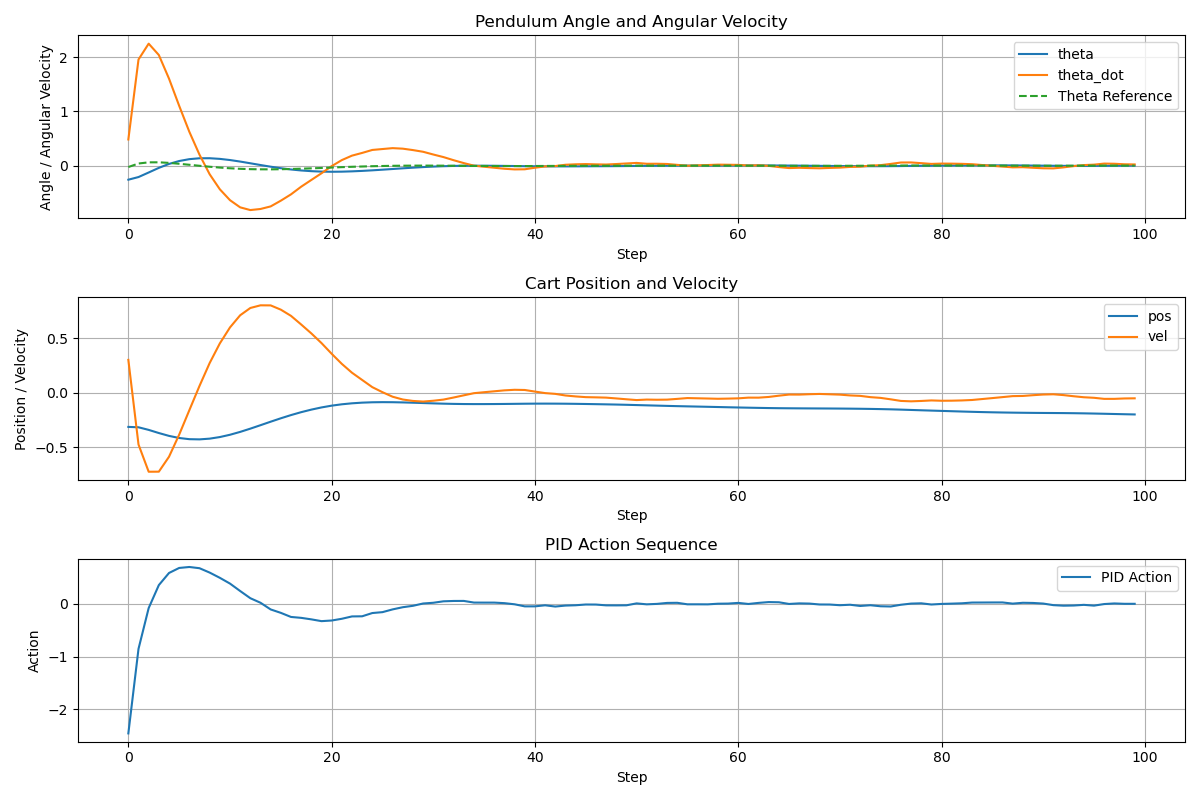 Pendulum Angle and Angular Velocity
Angle / Angular Velocity
2
1
0
theta
theta_dot
Theta Reference
0 20 40 60 80 100
Step
Cart Position and Velocity
Position / Velocity
0.5
0.0
−0.5
pos
vel
0 20 40 60 80 100
Step
PID Action Sequence
Action
0
−1
−2
PID Action
0 20 40 60 80 100
Step